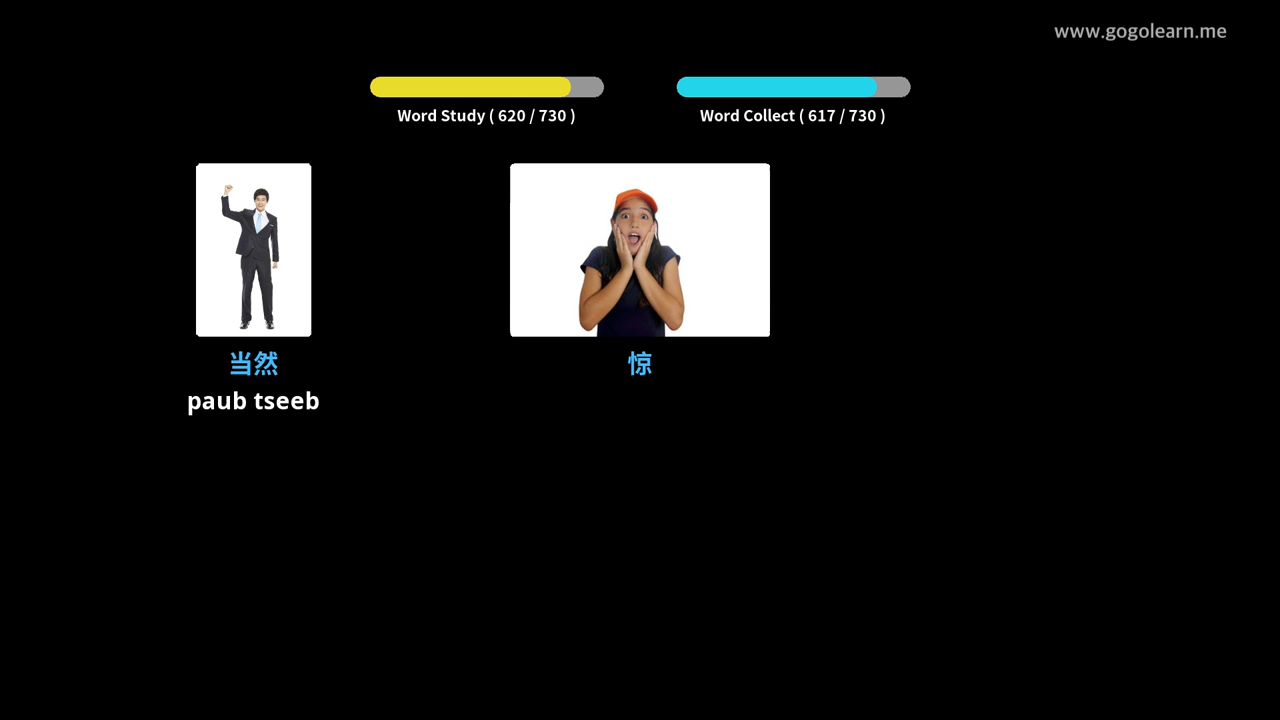 www.gogolearn.me
Word Study ( 620 / 730 )
Word Collect ( 617 / 730 )
当然
惊
paub tseeb